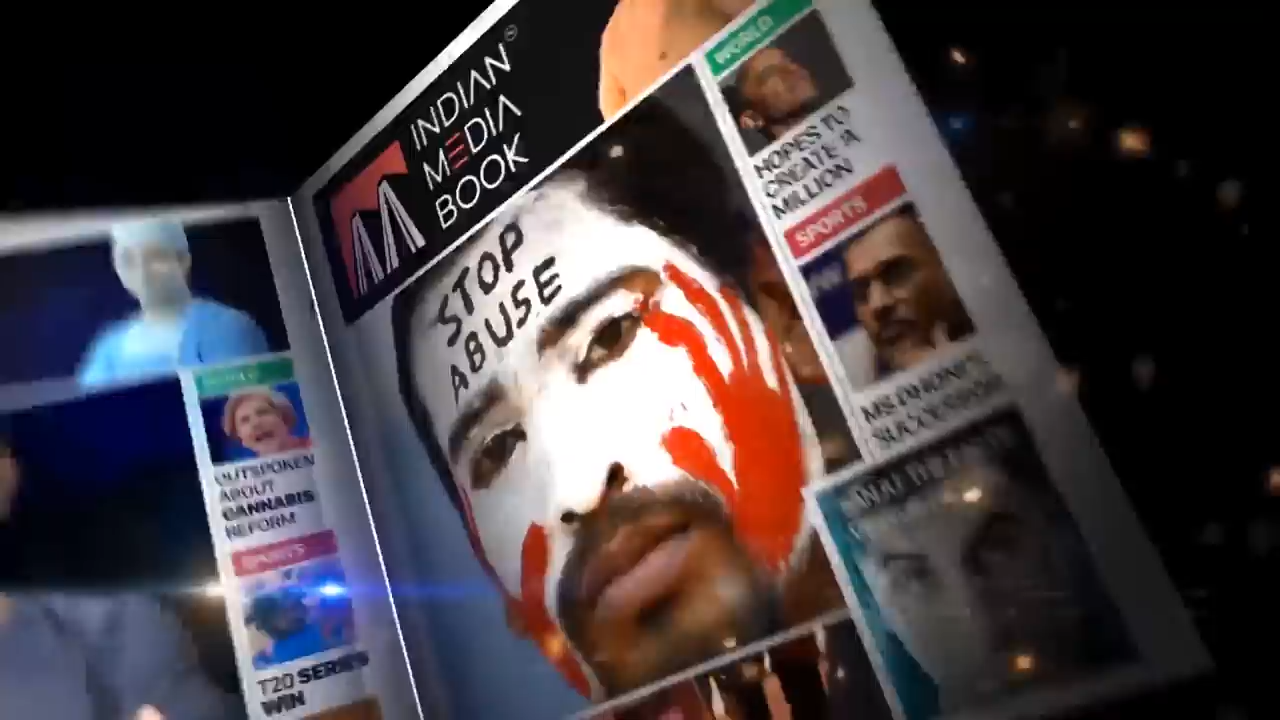 INDIAN
MEDIA
BOOK
STOP
ABUSE
WORLD
HOPES TO
CREATE A
MILLION
SPORTS
MS DHONI'S
SUCCESSOR
OUTSPOKEN
ABOUT
CANNABIS
REFORM
SPORTS
T20 SERIES
WIN